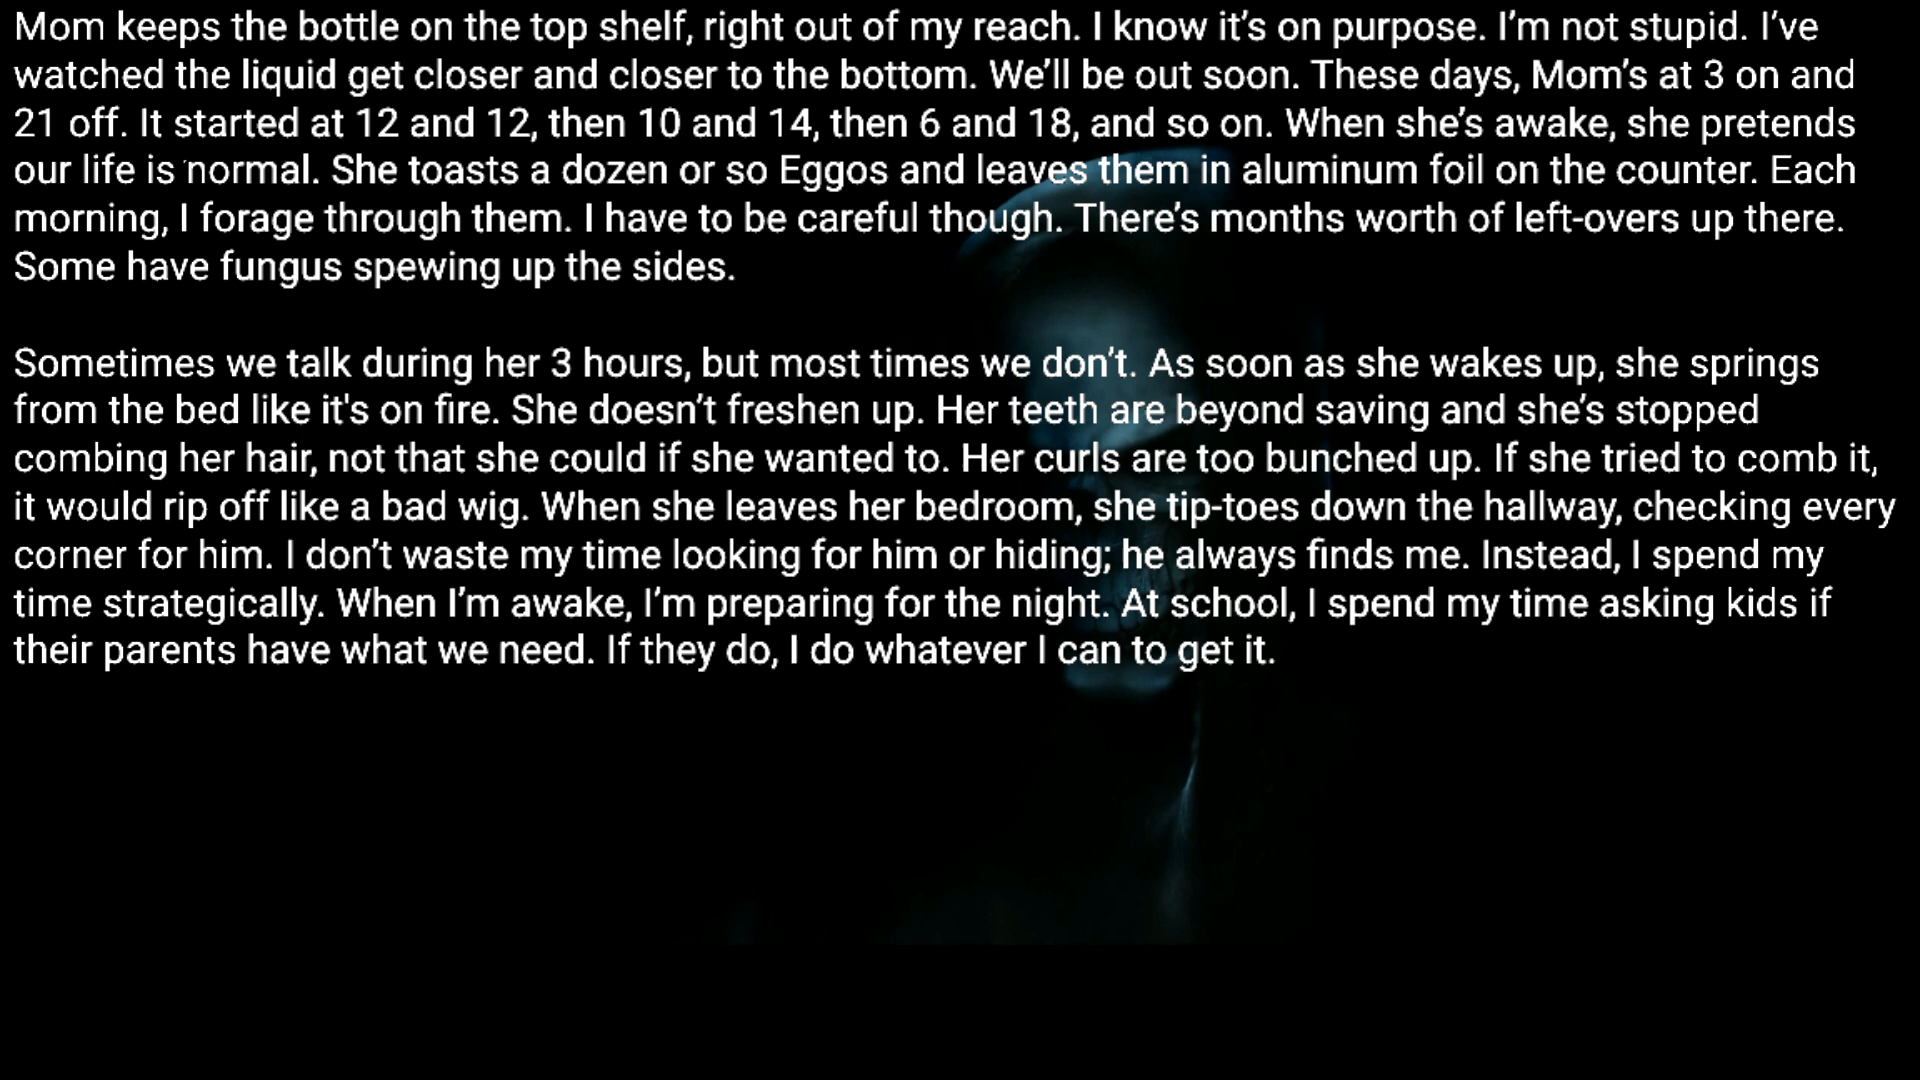 Mom keeps the bottle on the top shelf, right out of my reach. I know it’s on purpose. I’m not stupid. I’ve
watched the liquid get closer and closer to the bottom. We’ll be out soon. These days, Mom’s at 3 on and
21 off. It started at 12 and 12, then 10 and 14, then 6 and 18, and so on. When she’s awake, she pretends
our life is normal. She toasts a dozen or so Eggos and leaves them in aluminum foil on the counter. Each
morning, I forage through them. I have to be careful though. There’s months worth of left-overs up there.
Some have fungus spewing up the sides.

Sometimes we talk during her 3 hours, but most times we don’t. As soon as she wakes up, she springs
from the bed like it's on fire. She doesn’t freshen up. Her teeth are beyond saving and she’s stopped
combing her hair, not that she could if she wanted to. Her curls are too bunched up. If she tried to comb it,
it would rip off like a bad wig. When she leaves her bedroom, she tip-toes down the hallway, checking every
corner for him. I don’t waste my time looking for him or hiding; he always finds me. Instead, I spend my
time strategically. When I’m awake, I’m preparing for the night. At school, I spend my time asking kids if
their parents have what we need. If they do, I do whatever I can to get it.